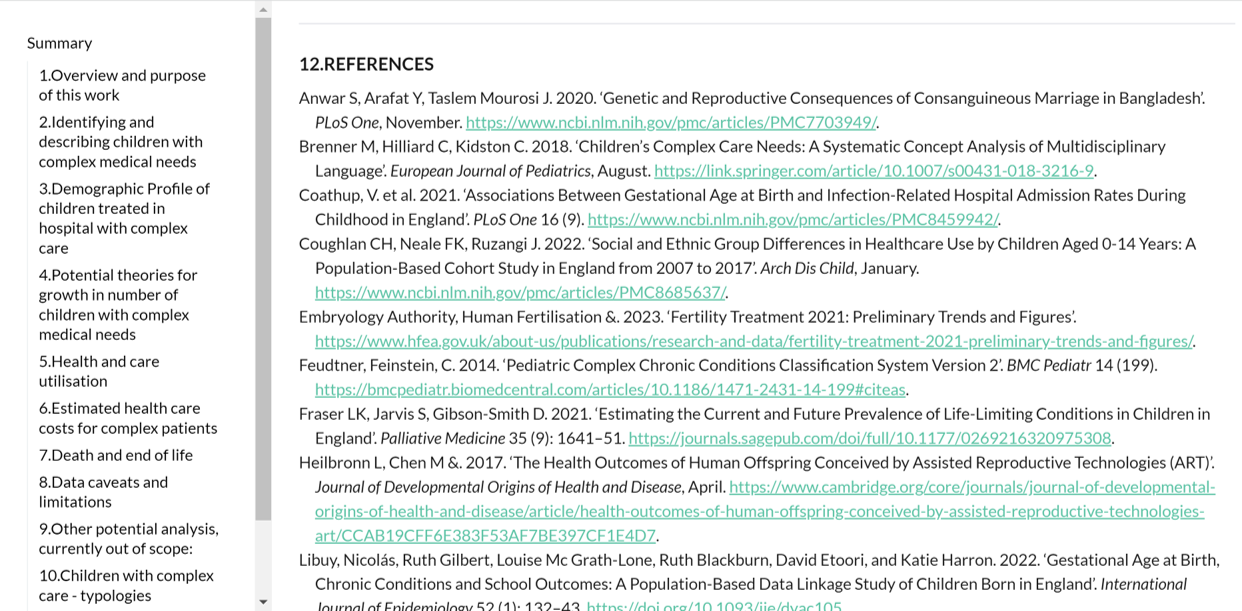 Summary
1.Overview and purpose
of this work
2.Identifying and
describing children with
complex medical needs
3.Demographic Profile of
children treated in
hospital with complex
care
4.Potential theories for
growth in number of
children with complex
medical needs
5.Health and care
utilisation
6.Estimated health care
costs for complex patients
7.Death and end of life
8.Data caveats and
limitations
9.Other potential analysis,
currently out of scope:
10.Children with complex
care - typologies
12.REFERENCES
Anwar S, Arafat Y, Taslem Mourosi J. 2020. ‘Genetic and Reproductive Consequences of Consanguineous Marriage in Bangladesh’.
PLoS One, November. https://www.ncbi.nlm.nih.gov/pmc/articles/PMC7703949/.
Brenner M, Hilliard C, Kidston C. 2018. ‘Children’s Complex Care Needs: A Systematic Concept Analysis of Multidisciplinary
Language’. European Journal of Pediatrics, August. https://link.springer.com/article/10.1007/s00431-018-3216-9.
Coathup, V. et al. 2021. ‘Associations Between Gestational Age at Birth and Infection-Related Hospital Admission Rates During
Childhood in England’. PLoS One 16 (9). https://www.ncbi.nlm.nih.gov/pmc/articles/PMC8459942/.
Coughlan CH, Neale FK, Ruzangi J. 2022. ‘Social and Ethnic Group Differences in Healthcare Use by Children Aged 0-14 Years: A
Population-Based Cohort Study in England from 2007 to 2017’. Arch Dis Child, January.
https://www.ncbi.nlm.nih.gov/pmc/articles/PMC8685637/.
Embryology Authority, Human Fertilisation &. 2023. ‘Fertility Treatment 2021: Preliminary Trends and Figures’.
https://www.hfea.gov.uk/about-us/publications/research-and-data/fertility-treatment-2021-preliminary-trends-and-figures/.
Feudtner, Feinstein, C. 2014. ‘Pediatric Complex Chronic Conditions Classification System Version 2’. BMC Pediatr 14 (199).
https://bmcpediatr.biomedcentral.com/articles/10.1186/1471-2431-14-199#citeas.
Fraser LK, Jarvis S, Gibson-Smith D. 2021. ‘Estimating the Current and Future Prevalence of Life-Limiting Conditions in Children in
England’. Palliative Medicine 35 (9): 1641–51. https://journals.sagepub.com/doi/full/10.1177/0269216320975308.
Heilbronn L, Chen M &. 2017. ‘The Health Outcomes of Human Offspring Conceived by Assisted Reproductive Technologies (ART)’.
Journal of Developmental Origins of Health and Disease, April. https://www.cambridge.org/core/journals/journal-of-developmental-
origins-of-health-and-disease/article/health-outcomes-of-human-offspring-conceived-by-assisted-reproductive-technologies-
art/CCAB19CFF6E383F53AF7BE397CF1E4D7.
Libuy, Nicolás, Ruth Gilbert, Louise Mc Grath-Lone, Ruth Blackburn, David Etoori, and Katie Harron. 2022. ‘Gestational Age at Birth,
Chronic Conditions and School Outcomes: A Population-Based Data Linkage Study of Children Born in England’. International
Journal of Epidemiology 52 (1): 132–43. https://doi.org/10.1093/ije/dyac105.